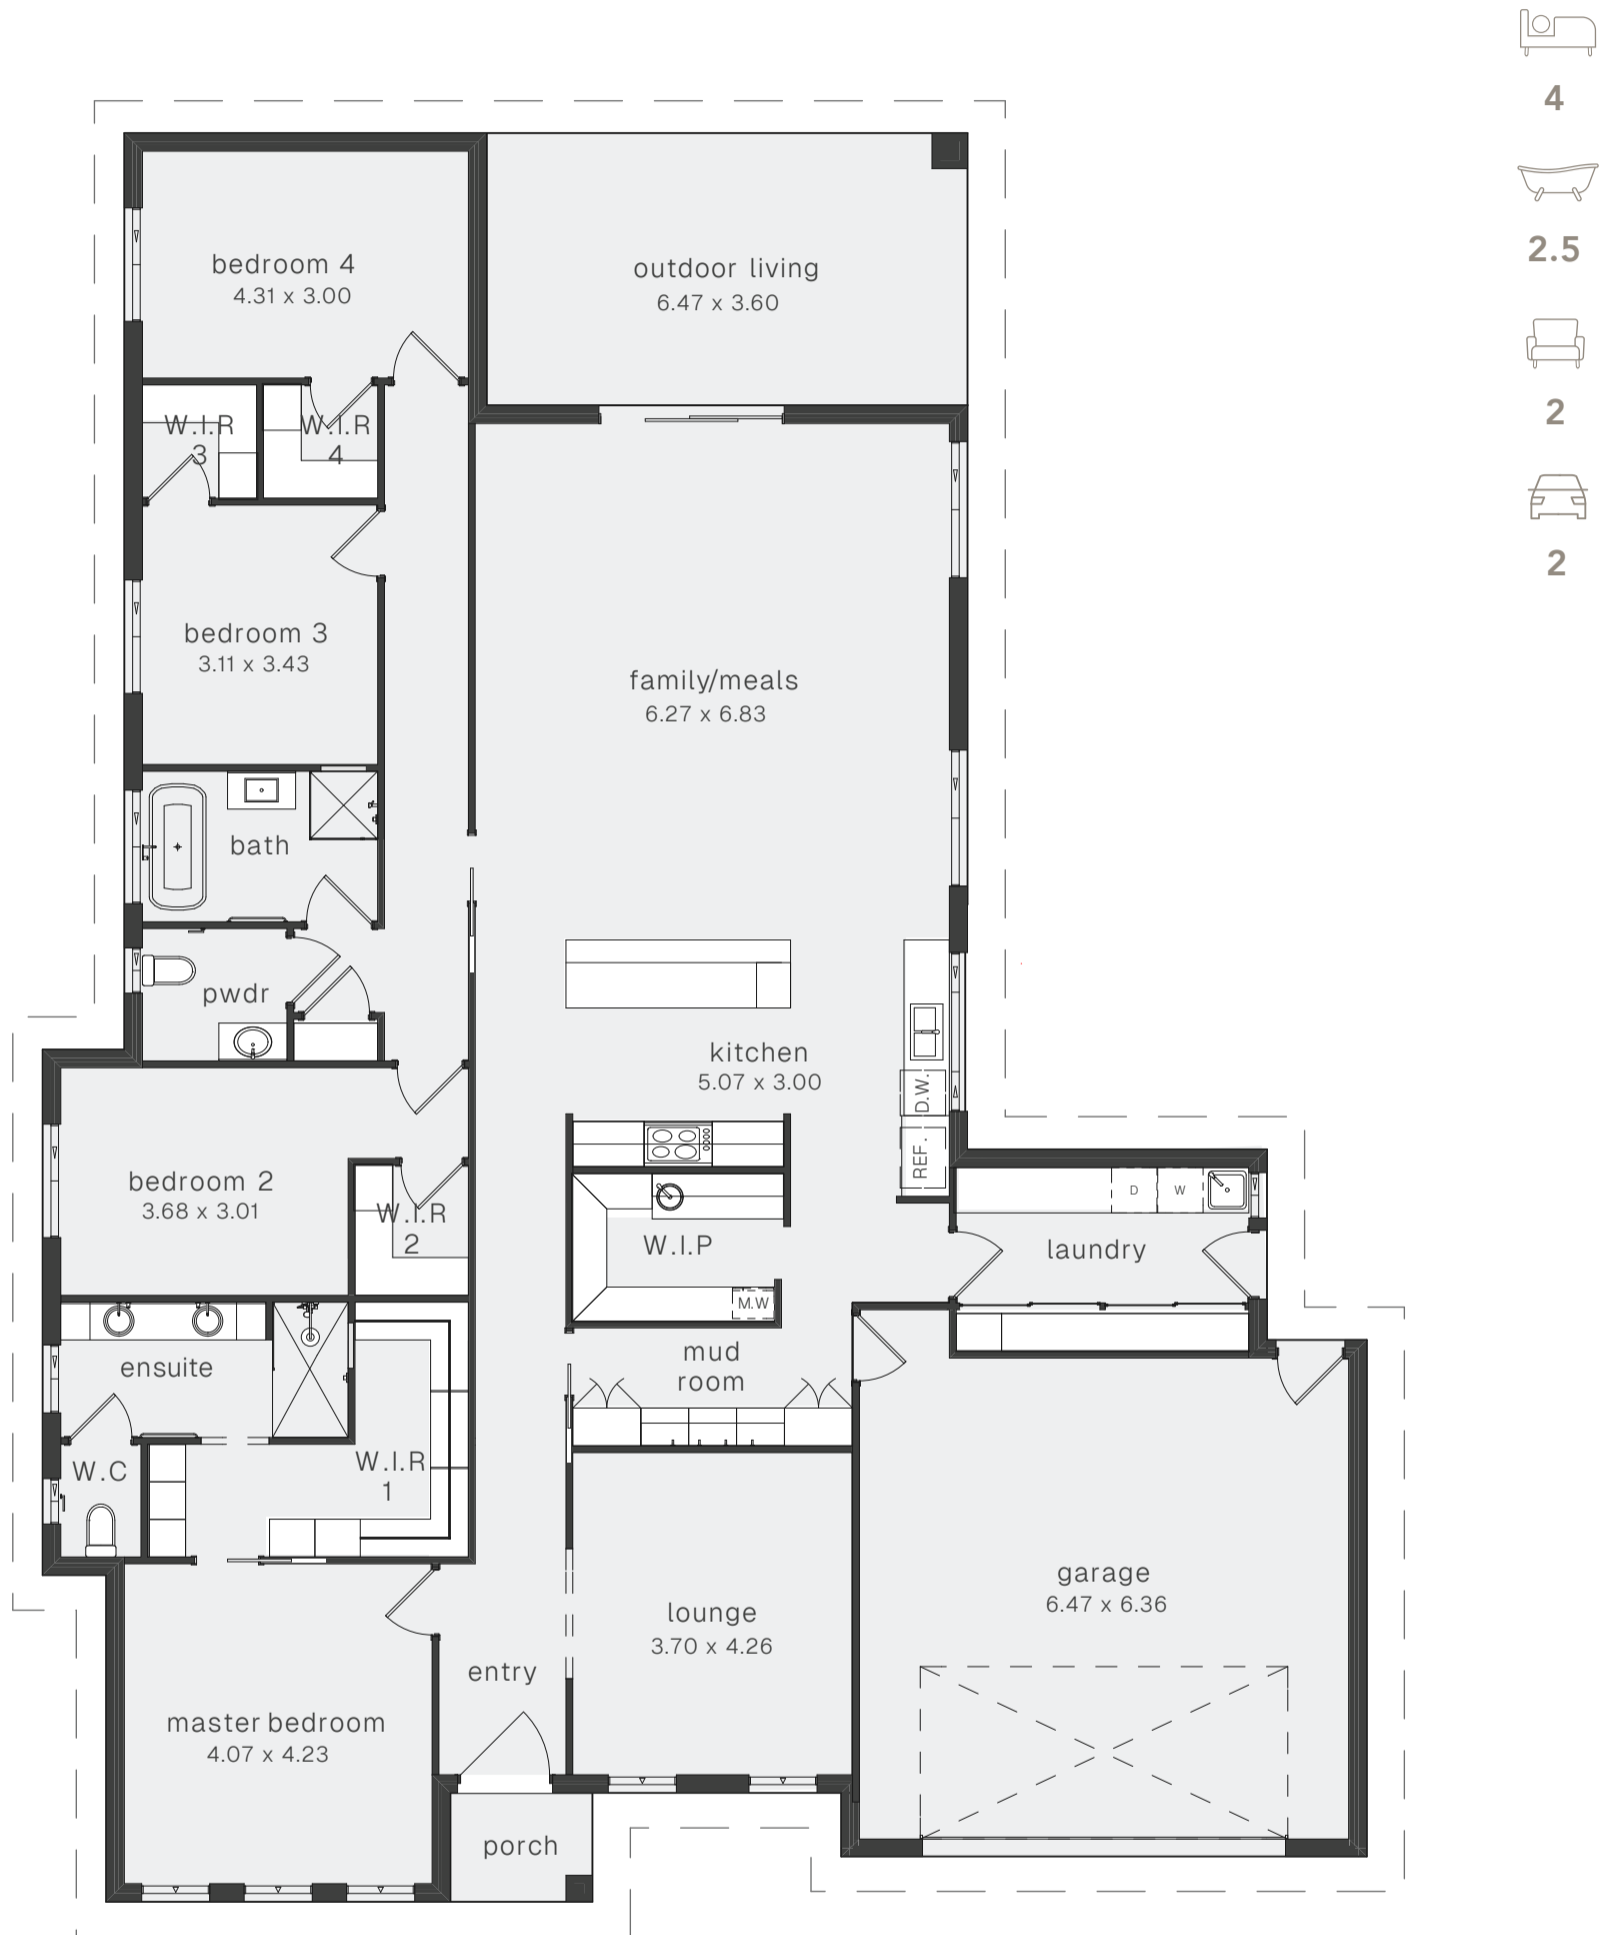 4
2.5
2
2
bedroom 4
4.31 x 3.00
outdoor living
6.47 x 3.60
W.I.R
3
W.I.R
4
bedroom 3
3.11 x 3.43
family/meals
6.27 x 6.83
bath
pwdr
kitchen
5.07 x 3.00
D.W.
REF.
bedroom 2
3.68 x 3.01
W.I.R
2
W.I.P
M.W
D
W
laundry
ensuite
mud
room
W.C
W.I.R
1
lounge
3.70 x 4.26
garage
6.47 x 6.36
entry
master bedroom
4.07 x 4.23
porch